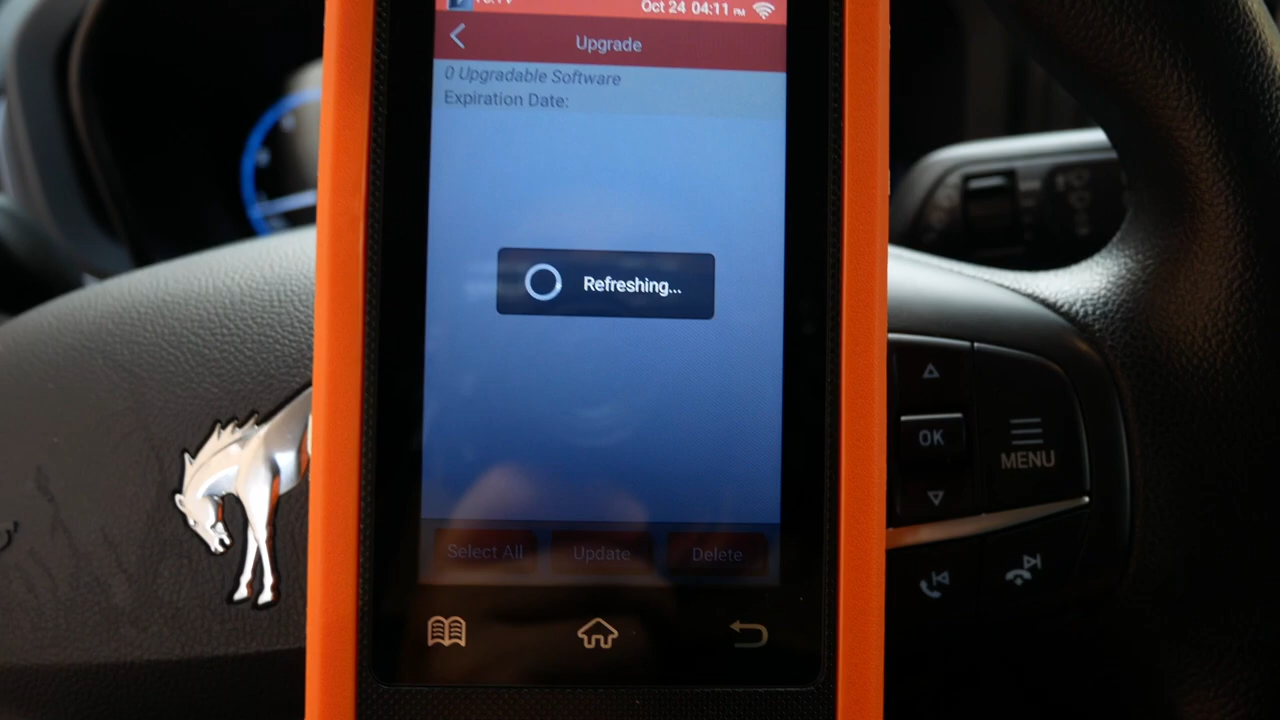 Oct 24 04:11 PM
Upgrade
0 Upgradable Software
Expiration Date:
Refreshing...
Select All Update Delete
OK
MENU